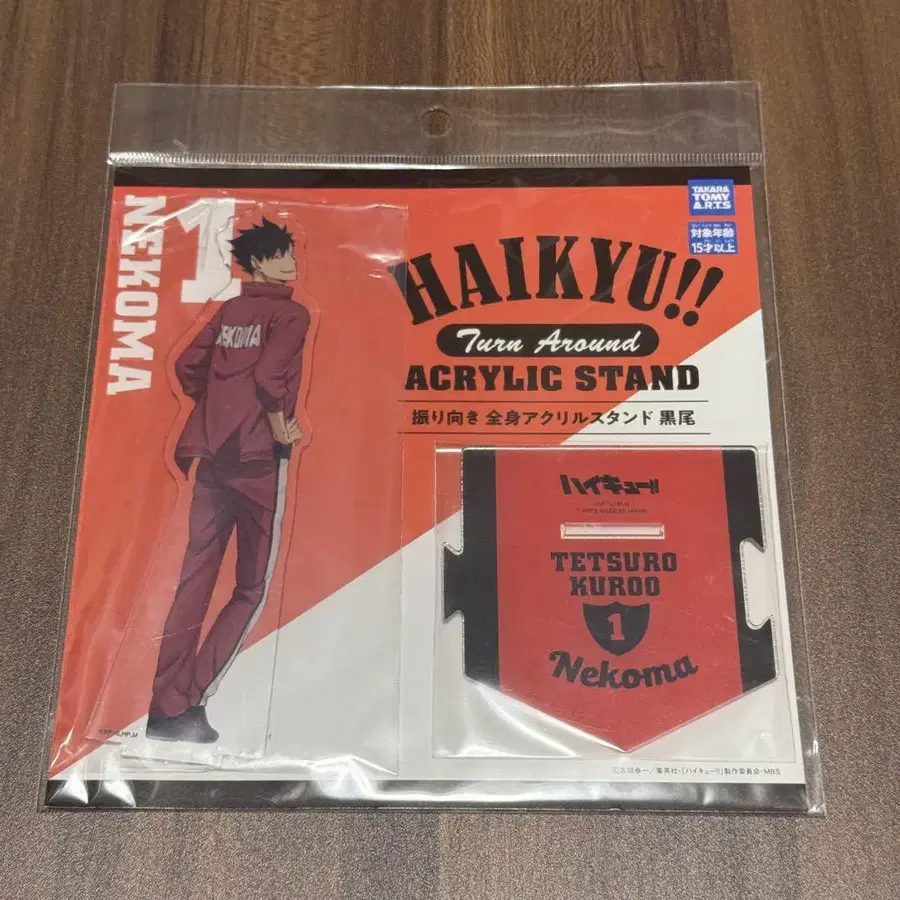 NEKOMA
1
NEKOMA
TAKARA
TOMY
A.R.T.S
対象年齢
15才以上
HAIKYU!!
Turn Around
ACRYLIC STAND
振り向き 全身アクリルスタンド 黒尾
ハイキュー!!
TETSURO
KUROO
1
Nekoma
©古舘春一／集英社・「ハイキュー!!」製作委員会・MBS